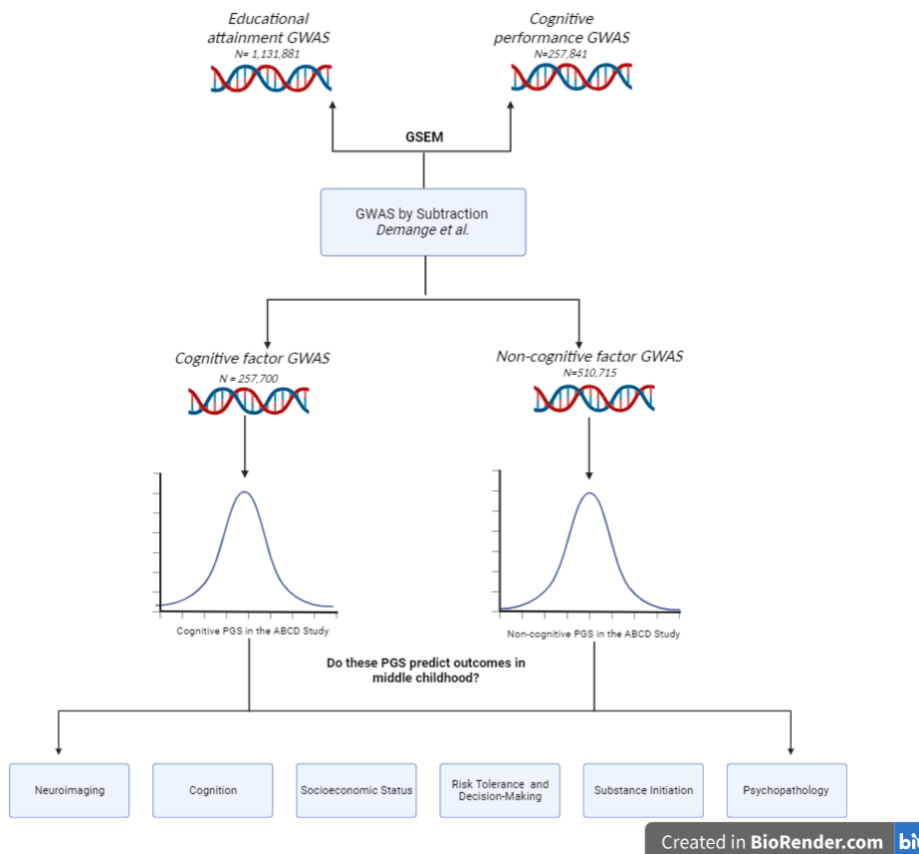 Educational
attainment GWAS
N= 1,131,881
Cognitive
performance GWAS
N=257,841
GSEM
GWAS by Subtraction
Demange et al.
Cognitive factor GWAS
N = 257,700
Non-cognitive factor GWAS
N=510,715
Cognitive PGS in the ABCD Study
Non-cognitive PGS in the ABCD Study
Do these PGS predict outcomes in
middle childhood?
Neuroimaging
Cognition
Socioeconomic Status
Risk Tolerance and
Decision-Making
Substance Initiation
Psychopathology
Created in BioRender.com bi